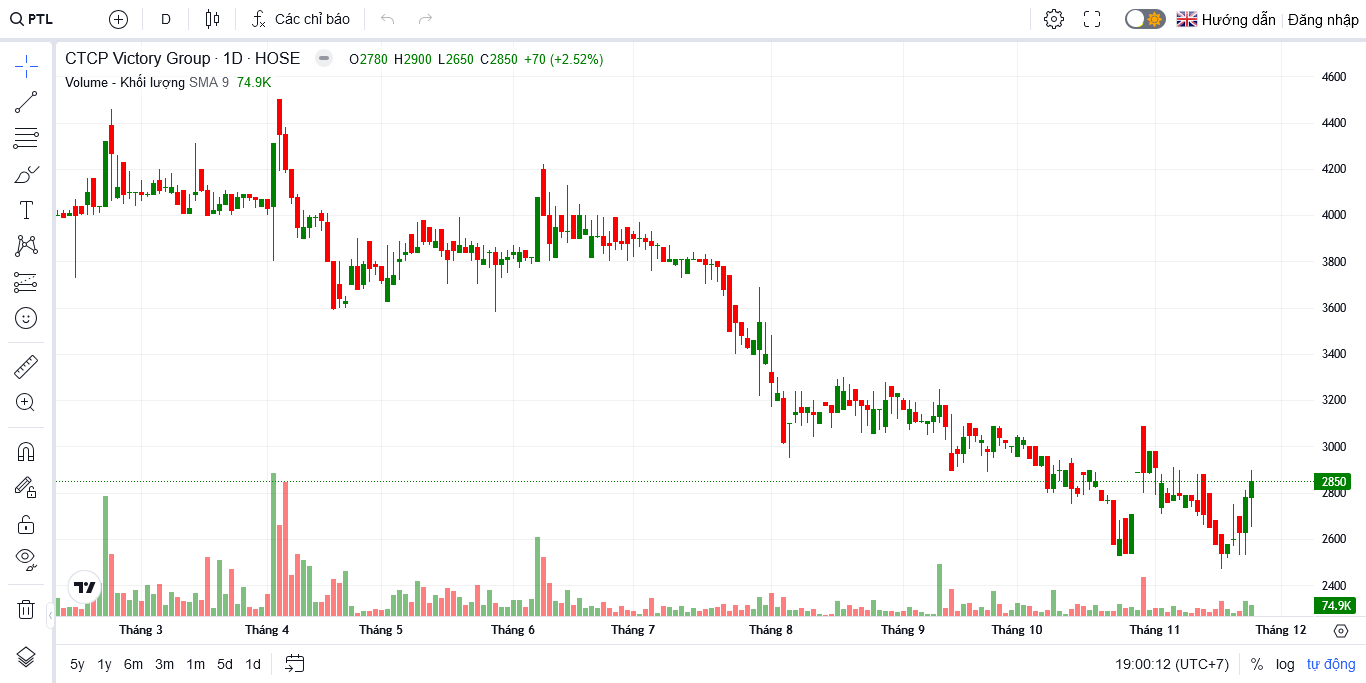 PTL D Các chỉ báo Hướng dẫn Đăng nhập
CTCP Victory Group · 1D · HOSE O2780 H2900 L2650 C2850 +70 (+2.52%)
Volume - Khối lượng SMA 9 74.9K
4600
4400
4200
4000
3800
3600
3400
3200
3000
2850
2800
2600
2400
74.9K
Tháng 3 Tháng 4 Tháng 5 Tháng 6 Tháng 7 Tháng 8 Tháng 9 Tháng 10 Tháng 11 Tháng 12
5y 1y 6m 3m 1m 5d 1d 19:00:12 (UTC+7) % log tự động